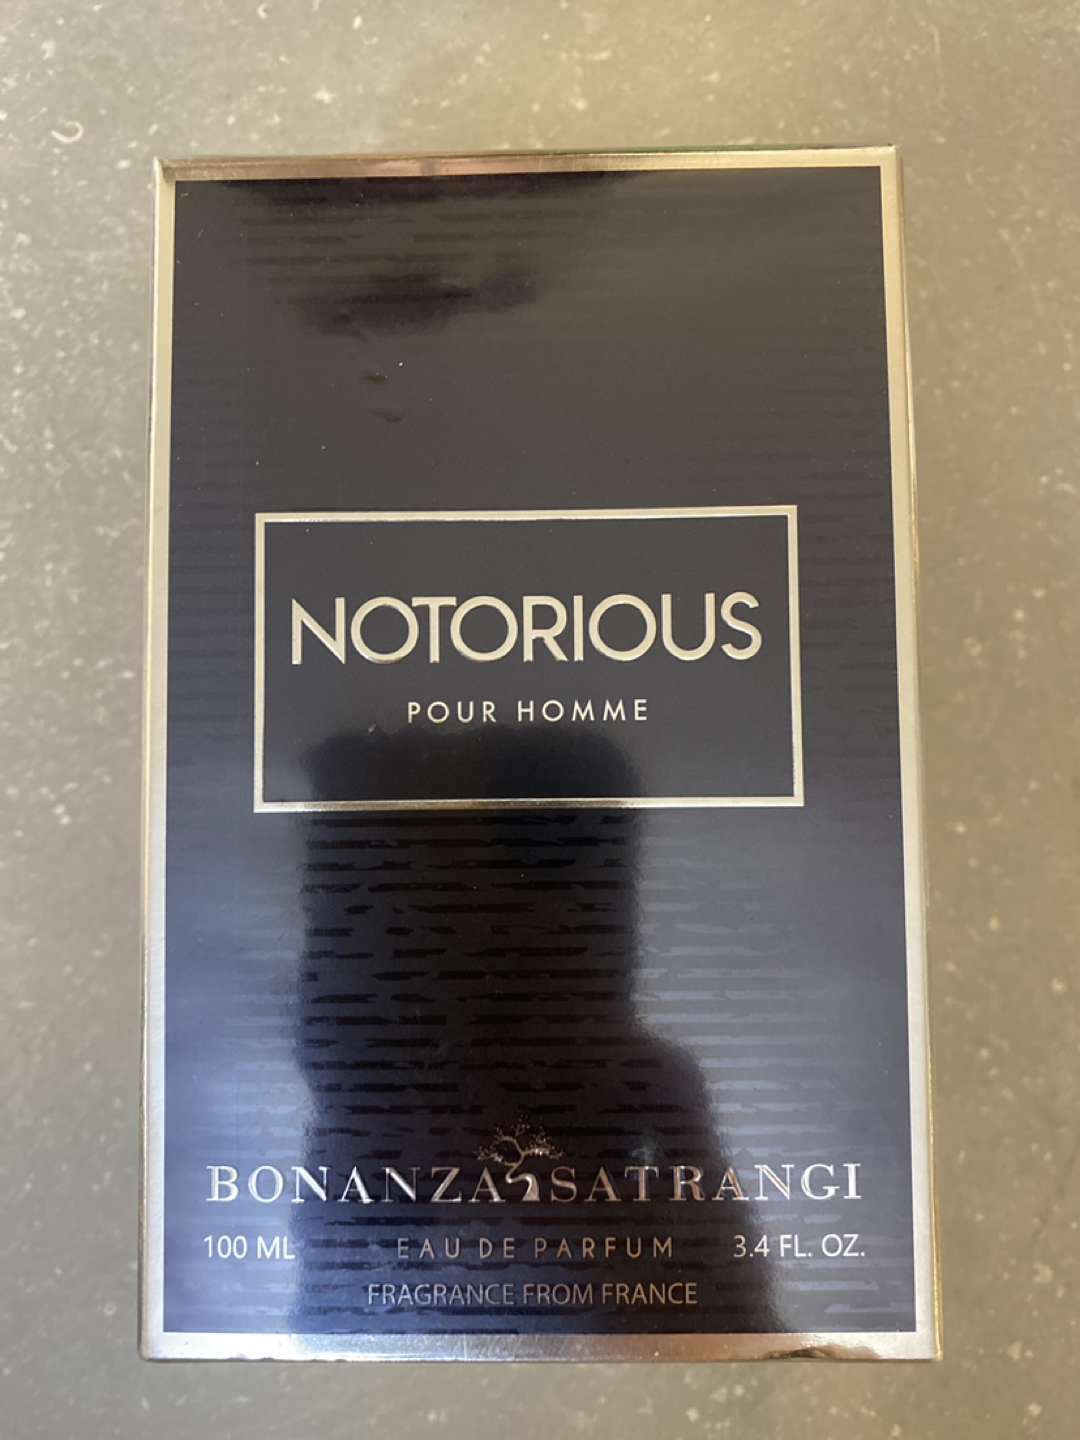 NOTORIOUS
POUR HOMME
BONANZA SATRANGI
100 ML EAU DE PARFUM 3.4 FL. OZ.
FRAGRANCE FROM FRANCE